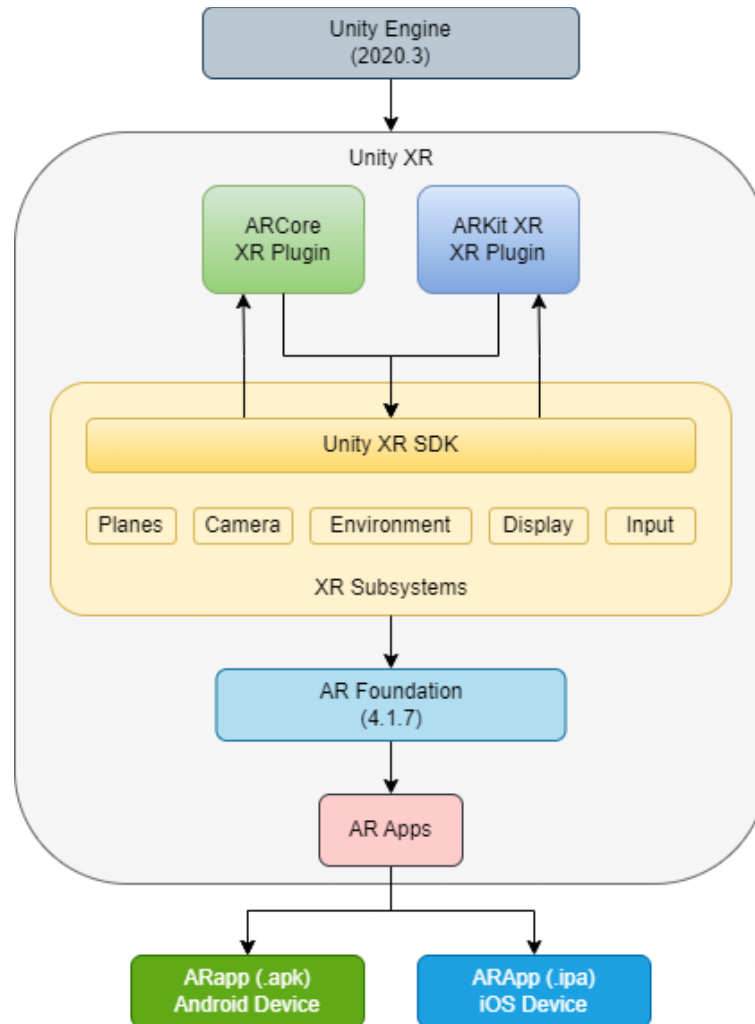 Unity Engine
(2020.3)
Unity XR
ARCore
XR Plugin
ARKit XR
XR Plugin
Unity XR SDK
Planes
Camera
Environment
Display
Input
XR Subsystems
AR Foundation
(4.1.7)
AR Apps
ARapp (.apk)
Android Device
ARApp (.ipa)
iOS Device